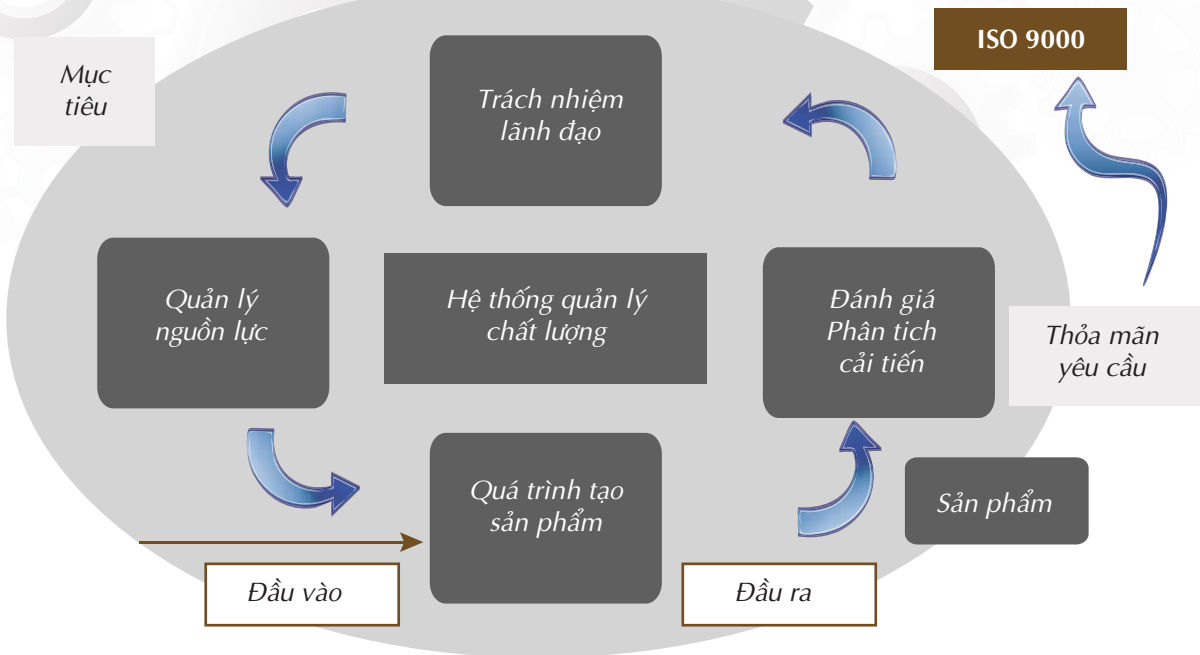 ISO 9000
Mục
tiêu
Trách nhiệm
lãnh đạo
Quản lý
nguồn lực
Hệ thống quản lý
chất lượng
Đánh giá
Phân tich
cải tiến
Thỏa mãn
yêu cầu
Quá trình tạo
sản phẩm
Sản phẩm
Đầu vào
Đầu ra